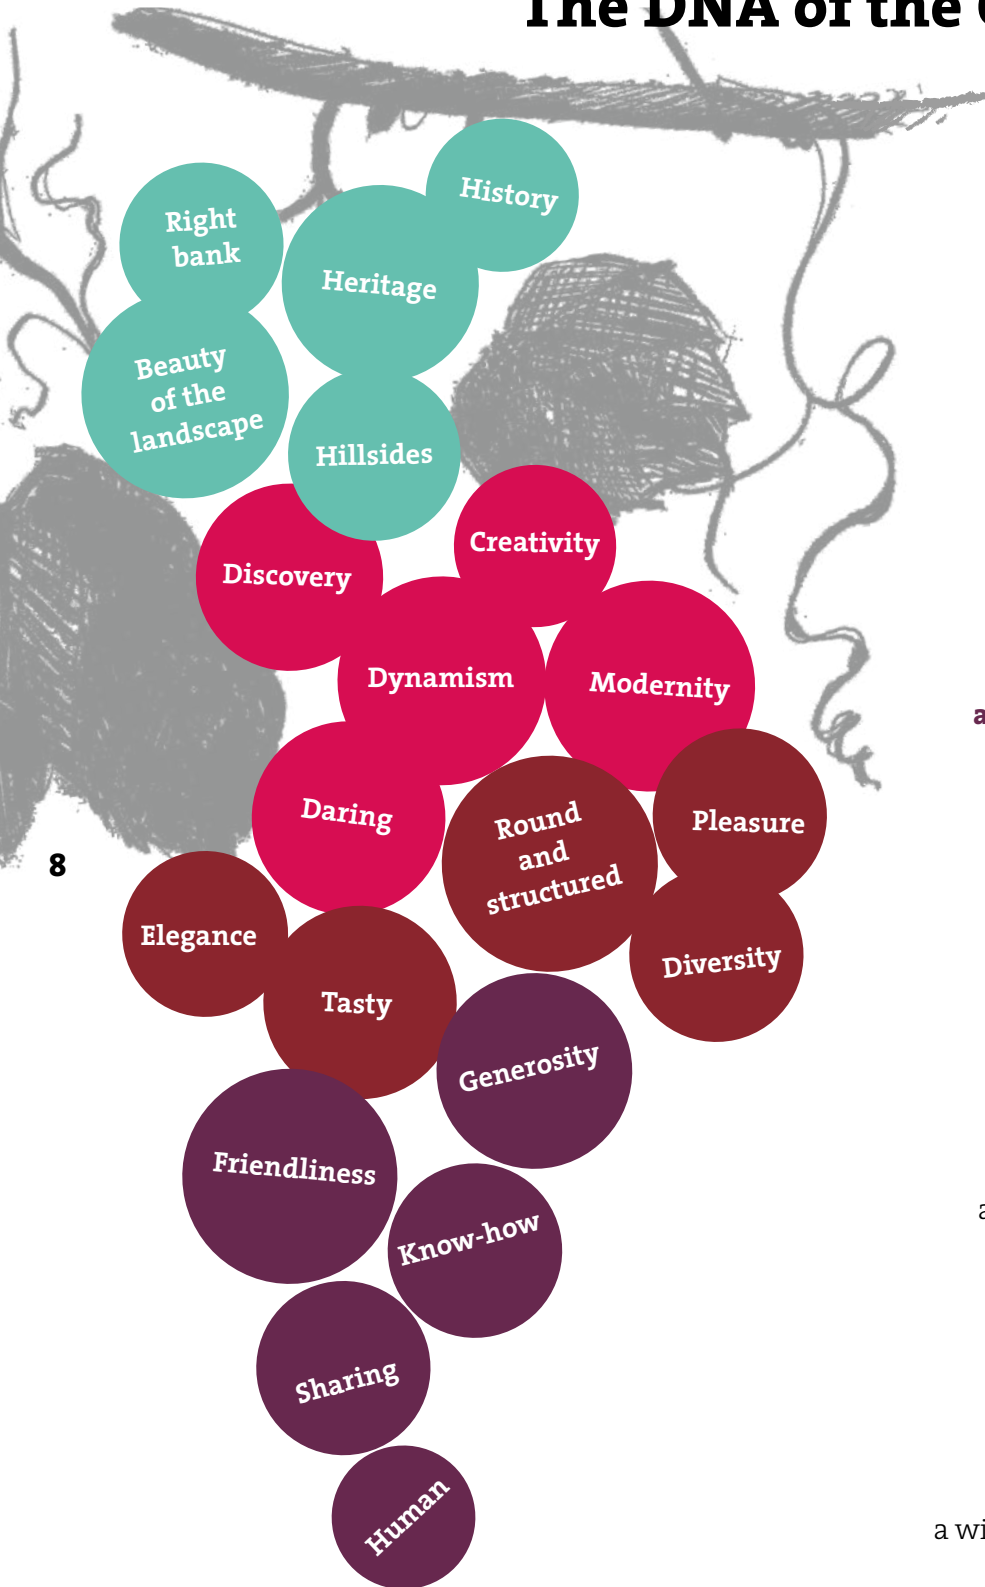 The DNA of the
History
Right
bank
Heritage
Beauty
of the
landscape
Hillsides
Creativity
Discovery
Dynamism
Modernity
a
Daring
Round
and
structured
Pleasure
8
Elegance
Diversity
Tasty
Generosity
Friendliness
a
Know-how
Sharing
Human
a wi